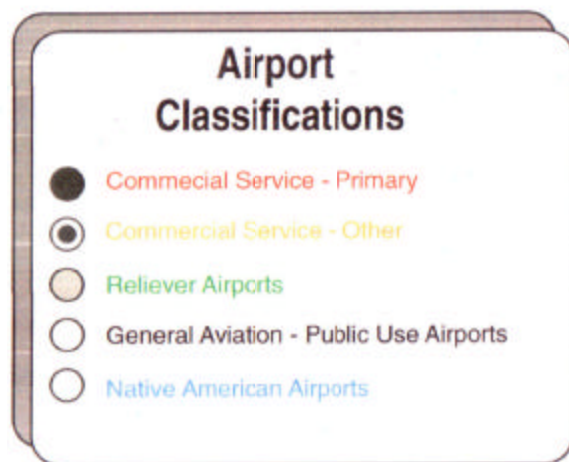 Airport
Classifications
Commecial Service - Primary
Commercial Service - Other
Reliever Airports
General Aviation - Public Use Airports
Native American Airports